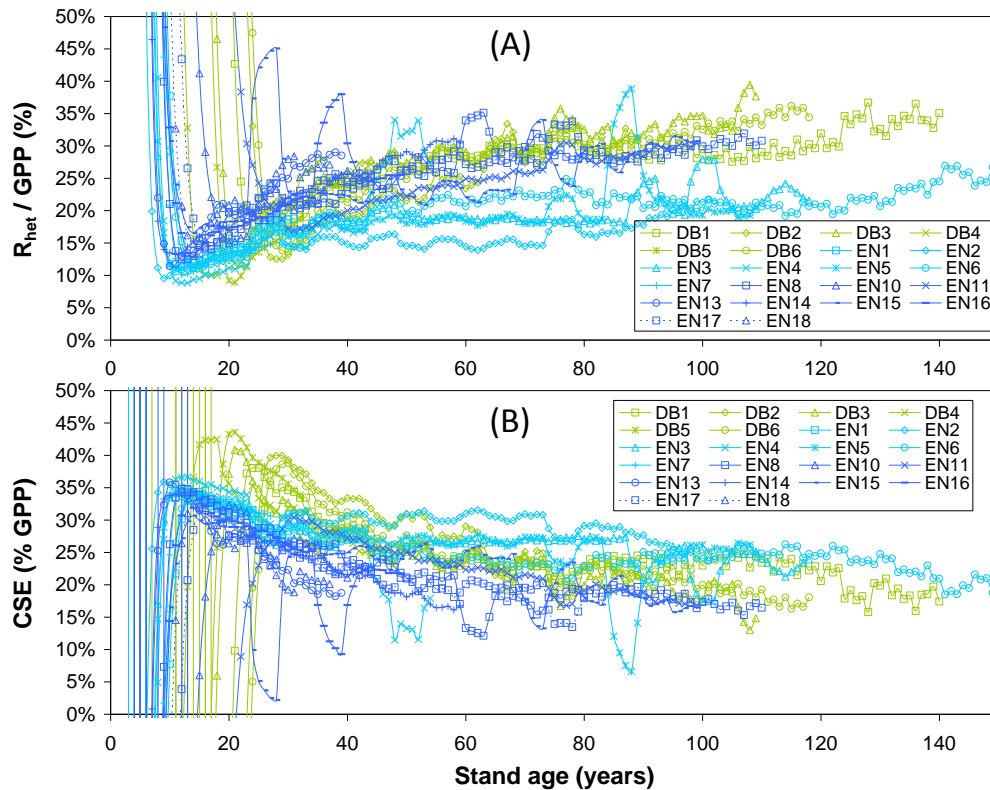 (A)
R_het / GPP (%)
50%
45%
40%
35%
30%
25%
20%
15%
10%
5%
0%
DB1 DB2 DB3 DB4
DB5 DB6 EN1 EN2
EN3 EN4 EN5 EN6
EN7 EN8 EN10 EN11
EN13 EN14 EN15 EN16
EN17 EN18
0 20 40 60 80 100 120 140
(B)
CSE (% GPP)
50%
45%
40%
35%
30%
25%
20%
15%
10%
5%
0%
DB1 DB2 DB3 DB4
DB5 DB6 EN1 EN2
EN3 EN4 EN5 EN6
EN7 EN8 EN10 EN11
EN13 EN14 EN15 EN16
EN17 EN18
0 20 40 60 80 100 120 140
Stand age (years)